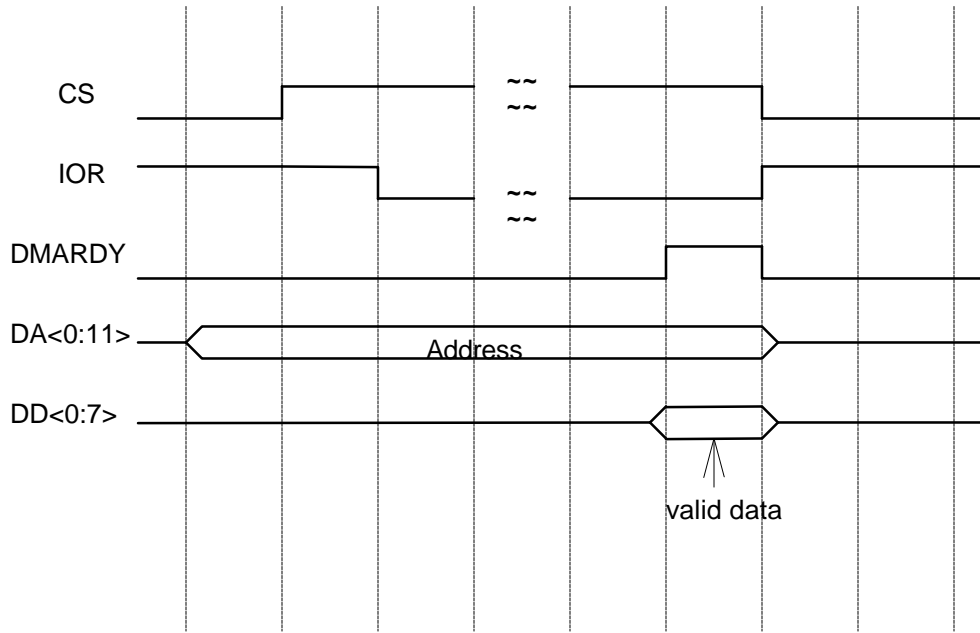 CS
~~
~~
IOR
~~
~~
DMARDY
DA<0:11>
Address
DD<0:7>
valid data